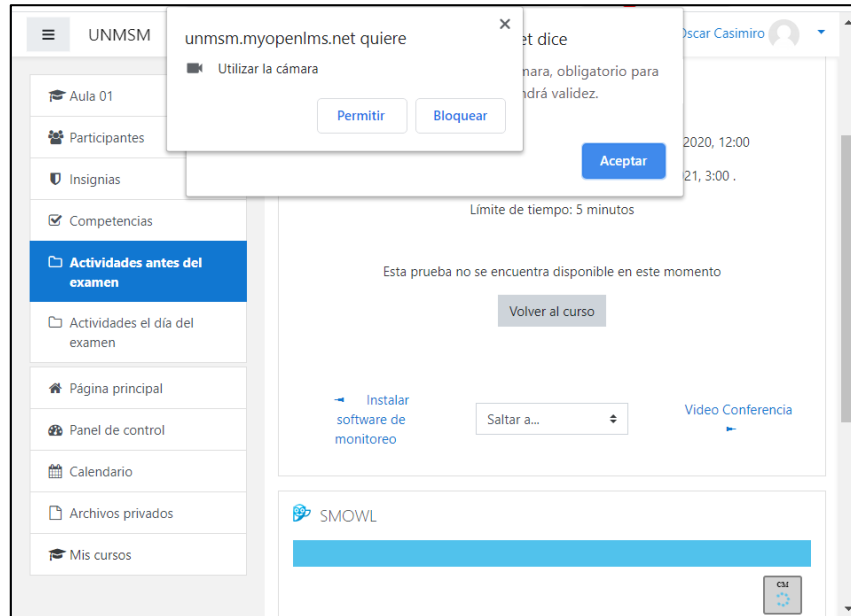 UNMSM
unmsm.myopenlms.net quiere
Utilizar la cámara
Permitir
Bloquear
et dice
nara, obligatorio para
ndrá validez.
Aceptar
Oscar Casimiro
Aula 01
Participantes
Insignias
Competencias
Actividades antes del
examen
Actividades el día del
examen
Página principal
Panel de control
Calendario
Archivos privados
Mis cursos
2020, 12:00
21, 3:00 .
Límite de tiempo: 5 minutos
Esta prueba no se encuentra disponible en este momento
Volver al curso
Instalar
software de
monitoreo
Saltar a...
Video Conferencia
SMOWL
CM